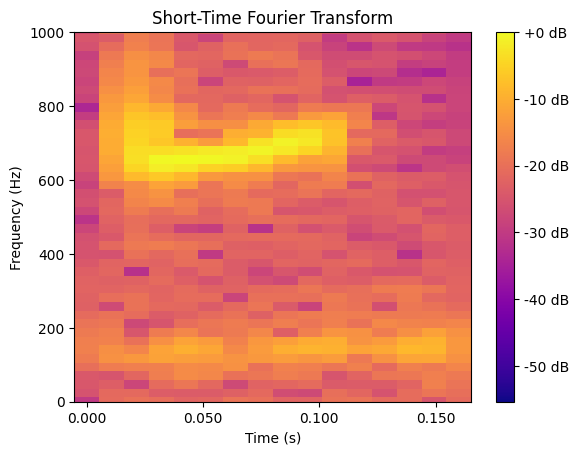 Short-Time Fourier Transform
1000
800
600
400
200
0
Frequency (Hz)
0.000
0.050
0.100
0.150
Time (s)
+0 dB
-10 dB
-20 dB
-30 dB
-40 dB
-50 dB